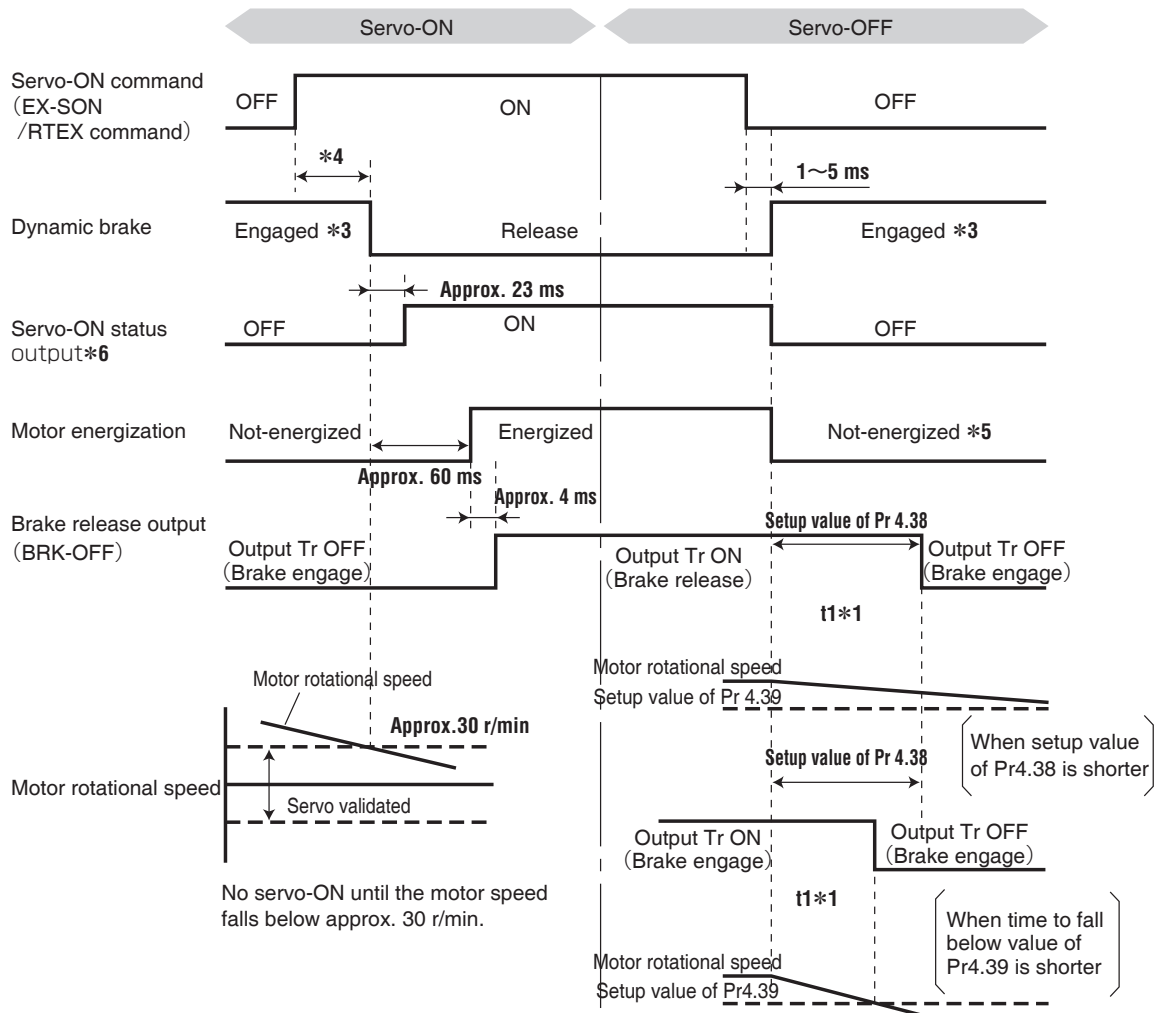 Servo-ON
Servo-OFF
Servo-ON command
(EX-SON
/RTEX command)
OFF
ON
OFF
*4
1~5 ms
Dynamic brake
Engaged *3
Release
Engaged *3
Approx. 23 ms
Servo-ON status
output*6
OFF
ON
OFF
Motor energization
Not-energized
Energized
Not-energized *5
Approx. 60 ms
Approx. 4 ms
Brake release output
(BRK-OFF)
Output Tr OFF
(Brake engage)
Output Tr ON
(Brake release)
Setup value of Pr 4.38
Output Tr OFF
(Brake engage)
t1*1
Motor rotational speed
Setup value of Pr 4.39
When setup value
of Pr4.38 is shorter
Motor rotational speed
Motor rotational speed
Approx.30 r/min
Servo validated
No servo-ON until the motor speed
falls below approx. 30 r/min.
Setup value of Pr 4.38
Output Tr ON
(Brake engage)
Output Tr OFF
(Brake engage)
t1*1
When time to fall
below value of
Pr4.39 is shorter
Motor rotational speed
Setup value of Pr4.39